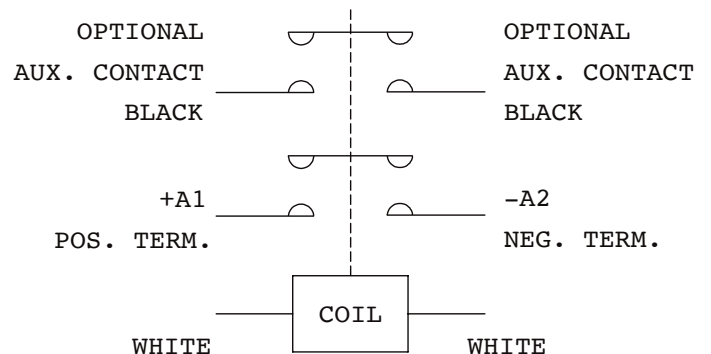 OPTIONAL
AUX. CONTACT
BLACK
OPTIONAL
AUX. CONTACT
BLACK
+A1
POS. TERM.
-A2
NEG. TERM.
COIL
WHITE
WHITE